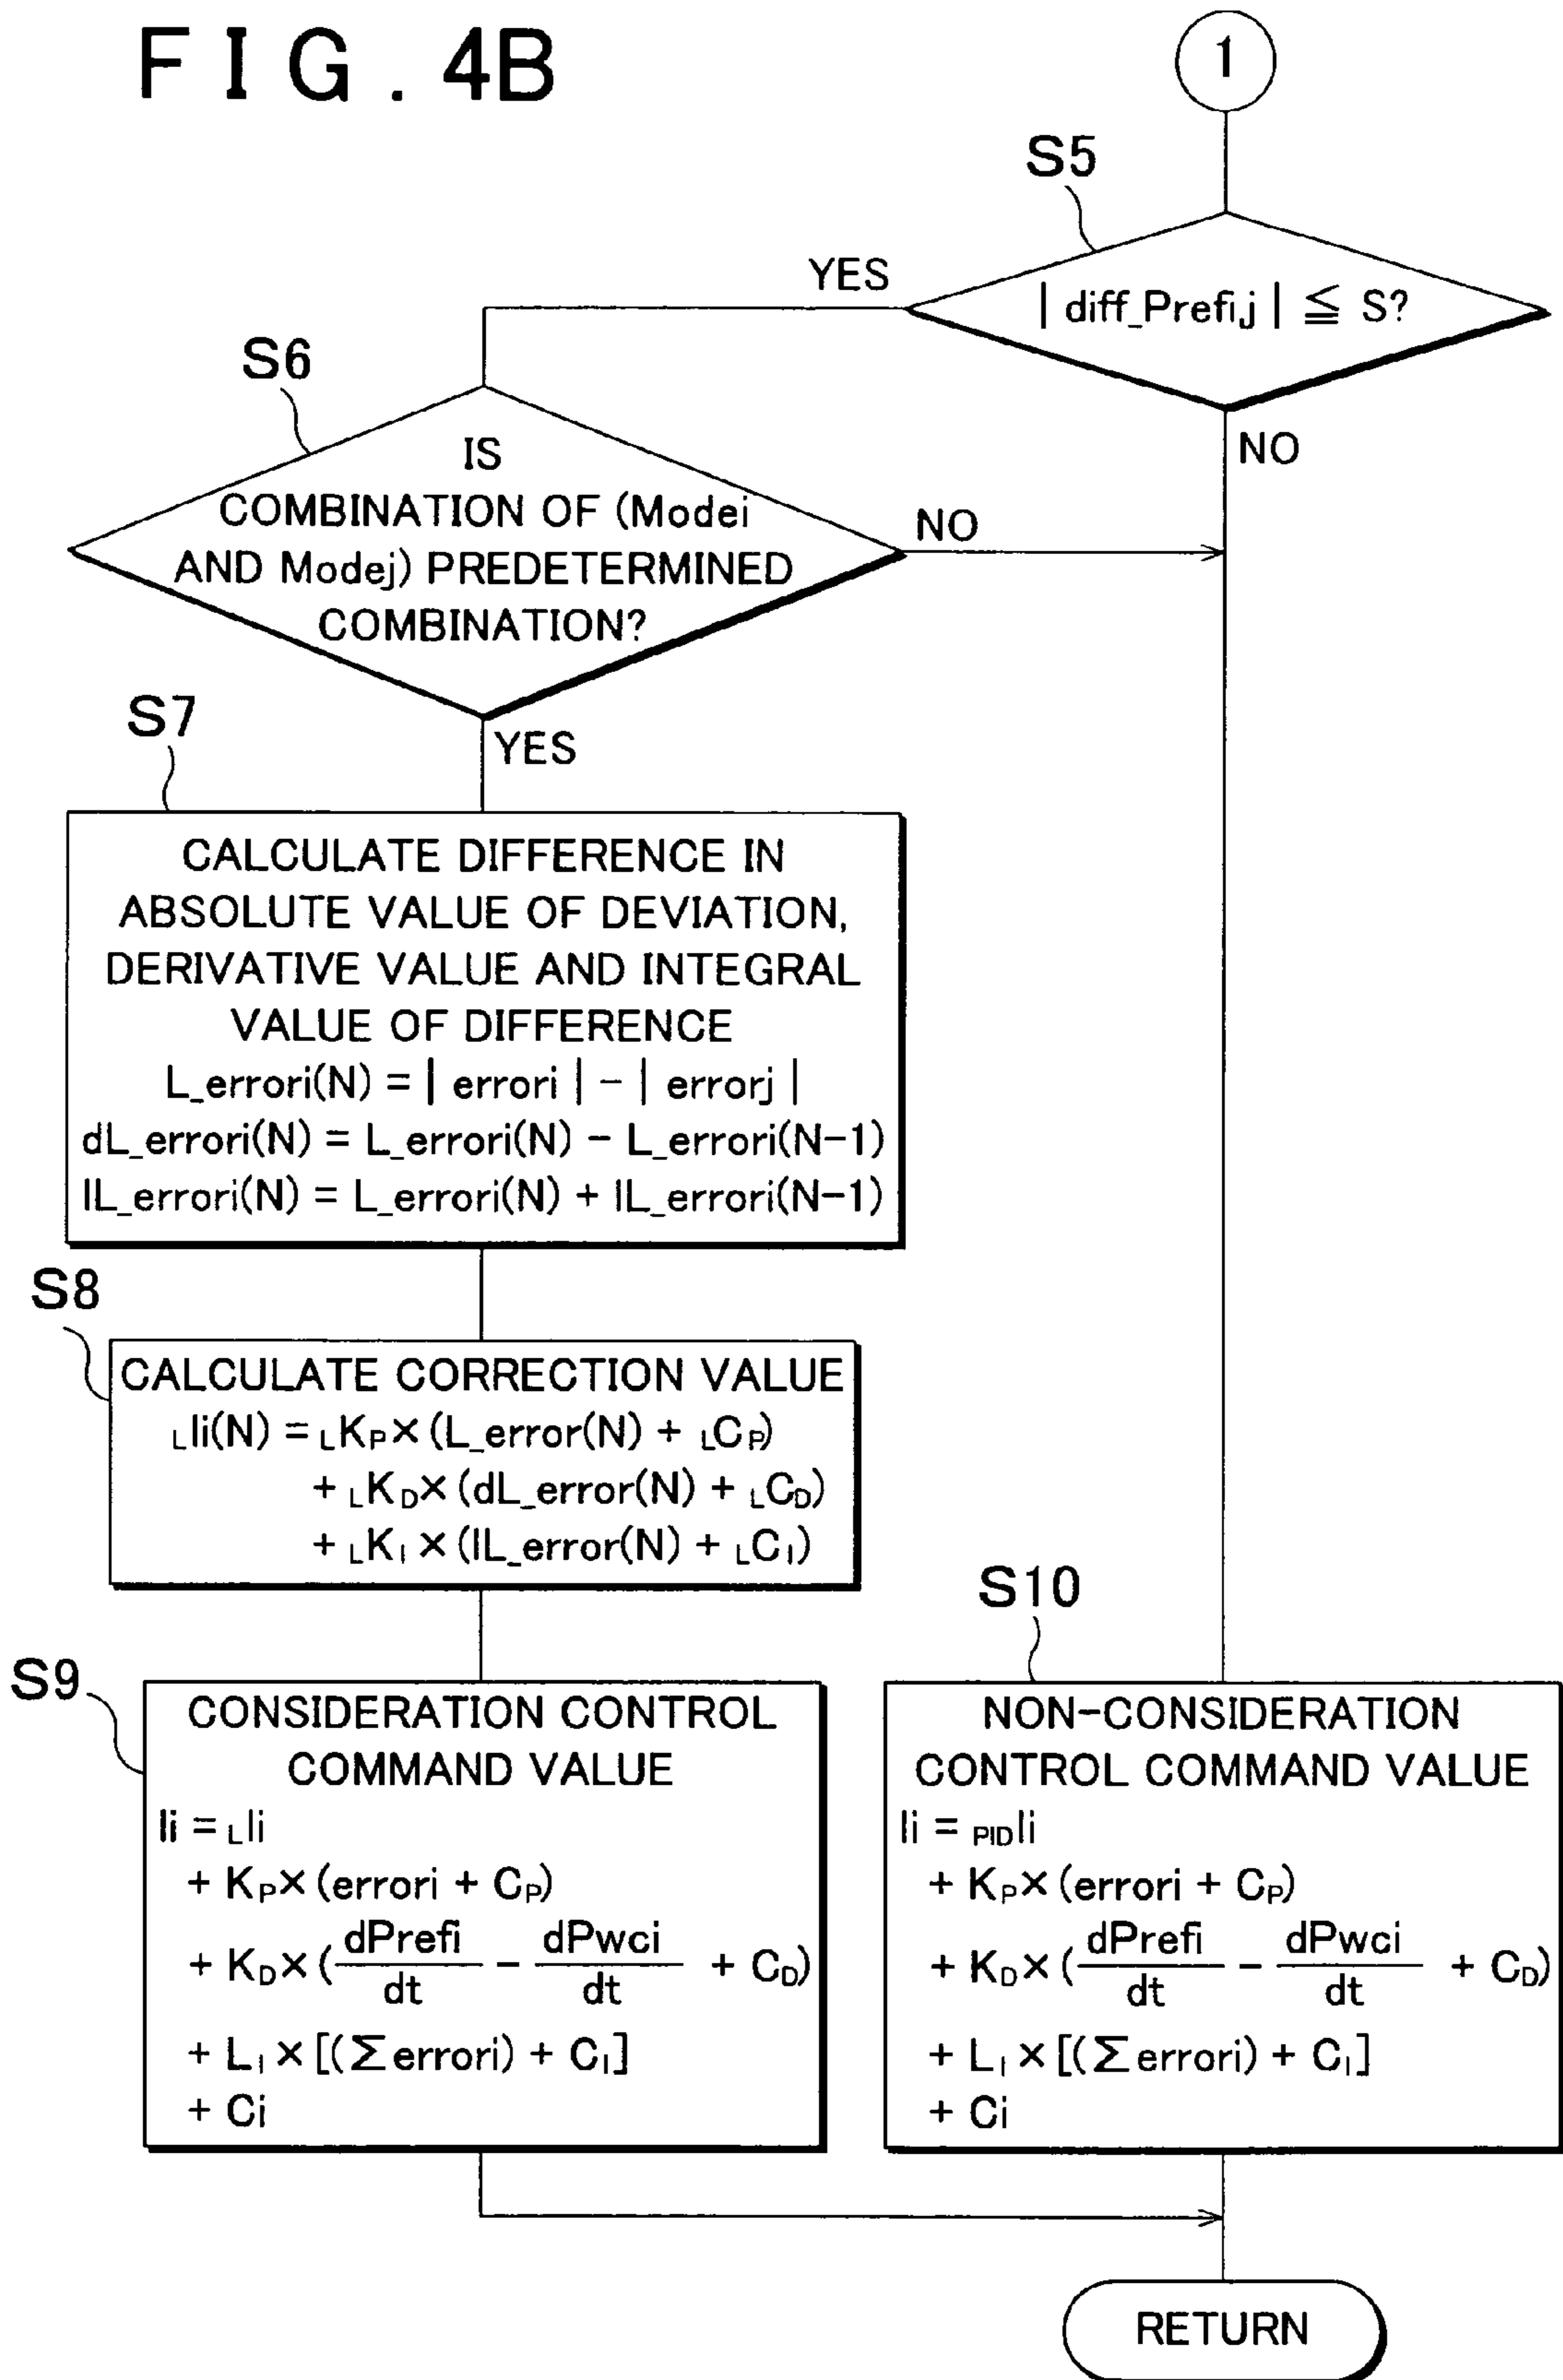 FIG. 4B
1
S5
YES
| diff_Prefi,j | ≦ S?
NO
S6
IS
COMBINATION OF (Modei
AND Modej) PREDETERMINED
COMBINATION?
NO
YES
S7
CALCULATE DIFFERENCE IN
ABSOLUTE VALUE OF DEVIATION,
DERIVATIVE VALUE AND INTEGRAL
VALUE OF DIFFERENCE
L_errori(N) = | errori | - | errorj |
dL_errori(N) = L_errori(N) - L_errori(N-1)
IL_errori(N) = L_errori(N) + IL_errori(N-1)
S8
CALCULATE CORRECTION VALUE
LIi(N) = LKP × (L_error(N) + LCP)
+ LKD × (dL_error(N) + LCD)
+ LKI × (IL_error(N) + LCI)
S9
CONSIDERATION CONTROL
COMMAND VALUE
Ii = LIi
+ KP × (errori + CP)
+ KD × (dPrefi/dt - dPwci/dt + CD)
+ LI × [(Σerrori) + CI]
+ Ci
S10
NON-CONSIDERATION
CONTROL COMMAND VALUE
Ii = PIDIi
+ KP × (errori + CP)
+ KD × (dPrefi/dt - dPwci/dt + CD)
+ LI × [(Σerrori) + CI]
+ Ci
RETURN